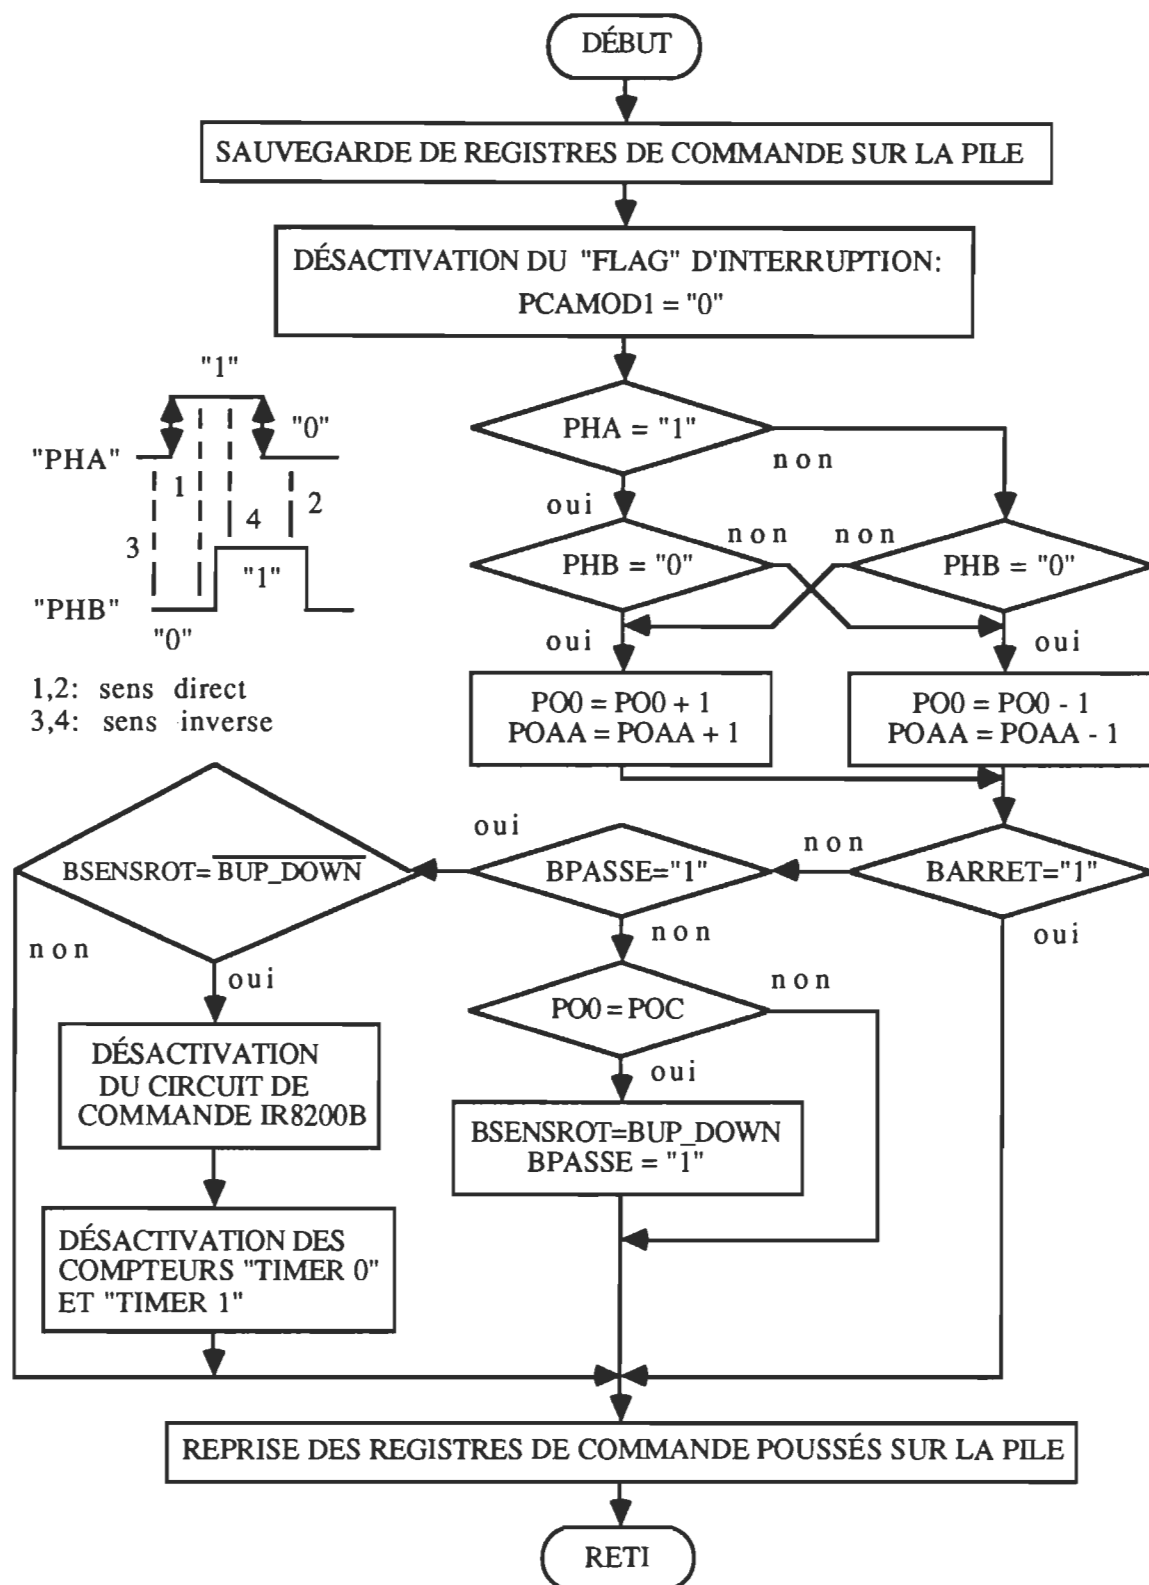 DÉBUT
SAUVEGARDE DE REGISTRES DE COMMANDE SUR LA PILE
DÉSACTIVATION DU "FLAG" D'INTERRUPTION:
PCAMOD1 = "0"
"1"
"0"
"PHA"
1
2
3
4
"1"
"PHB"
"0"
1,2: sens direct
3,4: sens inverse
PHA = "1"
non
oui
PHB = "0"
non
non
PHB = "0"
oui
oui
PO0 = PO0 + 1
POAA = POAA + 1
PO0 = PO0 - 1
POAA = POAA - 1
BARRET="1"
non
oui
BPASSE="1"
oui
non
BSENSROT= B̅U̅P̅_̅D̅O̅W̅N̅
non
oui
PO0 = POC
non
oui
DÉSACTIVATION
DU CIRCUIT DE
COMMANDE IR8200B
BSENSROT=BUP_DOWN
BPASSE = "1"
DÉSACTIVATION DES
COMPTEURS "TIMER 0"
ET "TIMER 1"
REPRISE DES REGISTRES DE COMMANDE POUSSÉS SUR LA PILE
RETI